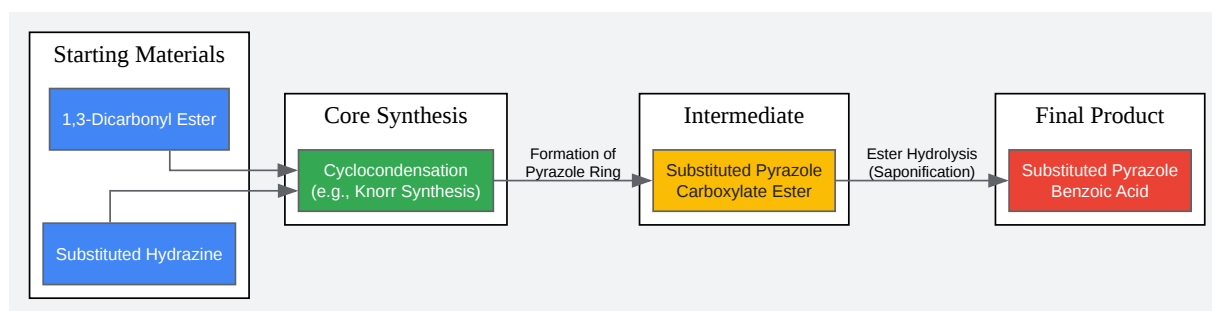 Starting Materials
1,3-Dicarbonyl Ester
Substituted Hydrazine
Core Synthesis
Cyclocondensation
(e.g., Knorr Synthesis)
Formation of
Pyrazole Ring
Intermediate
Substituted Pyrazole
Carboxylate Ester
Ester Hydrolysis
(Saponification)
Final Product
Substituted Pyrazole
Benzoic Acid